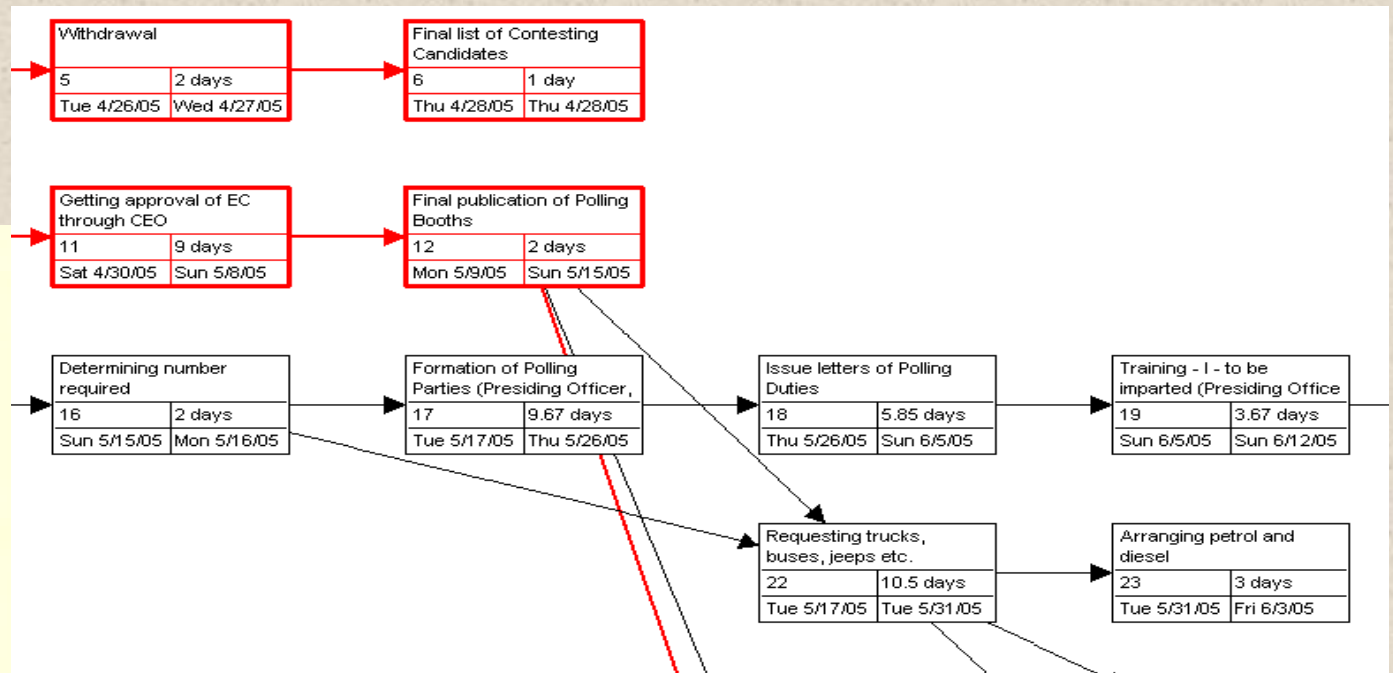 Withdrawal
5 2 days
Tue 4/26/05 Wed 4/27/05
Final list of Contesting
Candidates
6 1 day
Thu 4/28/05 Thu 4/28/05
Getting approval of EC
through CEO
11 9 days
Sat 4/30/05 Sun 5/8/05
Final publication of Polling
Booths
12 2 days
Mon 5/9/05 Sun 5/15/05
Determining number
required
16 2 days
Sun 5/15/05 Mon 5/16/05
Formation of Polling
Parties (Presiding Officer,
17 9.67 days
Tue 5/17/05 Thu 5/26/05
Issue letters of Polling
Duties
18 5.85 days
Thu 5/26/05 Sun 6/5/05
Training - I - to be
imparted (Presiding Office
19 3.67 days
Sun 6/5/05 Sun 6/12/05
Requesting trucks,
buses, jeeps etc.
22 10.5 days
Tue 5/17/05 Tue 5/31/05
Arranging petrol and
diesel
23 3 days
Tue 5/31/05 Fri 6/3/05